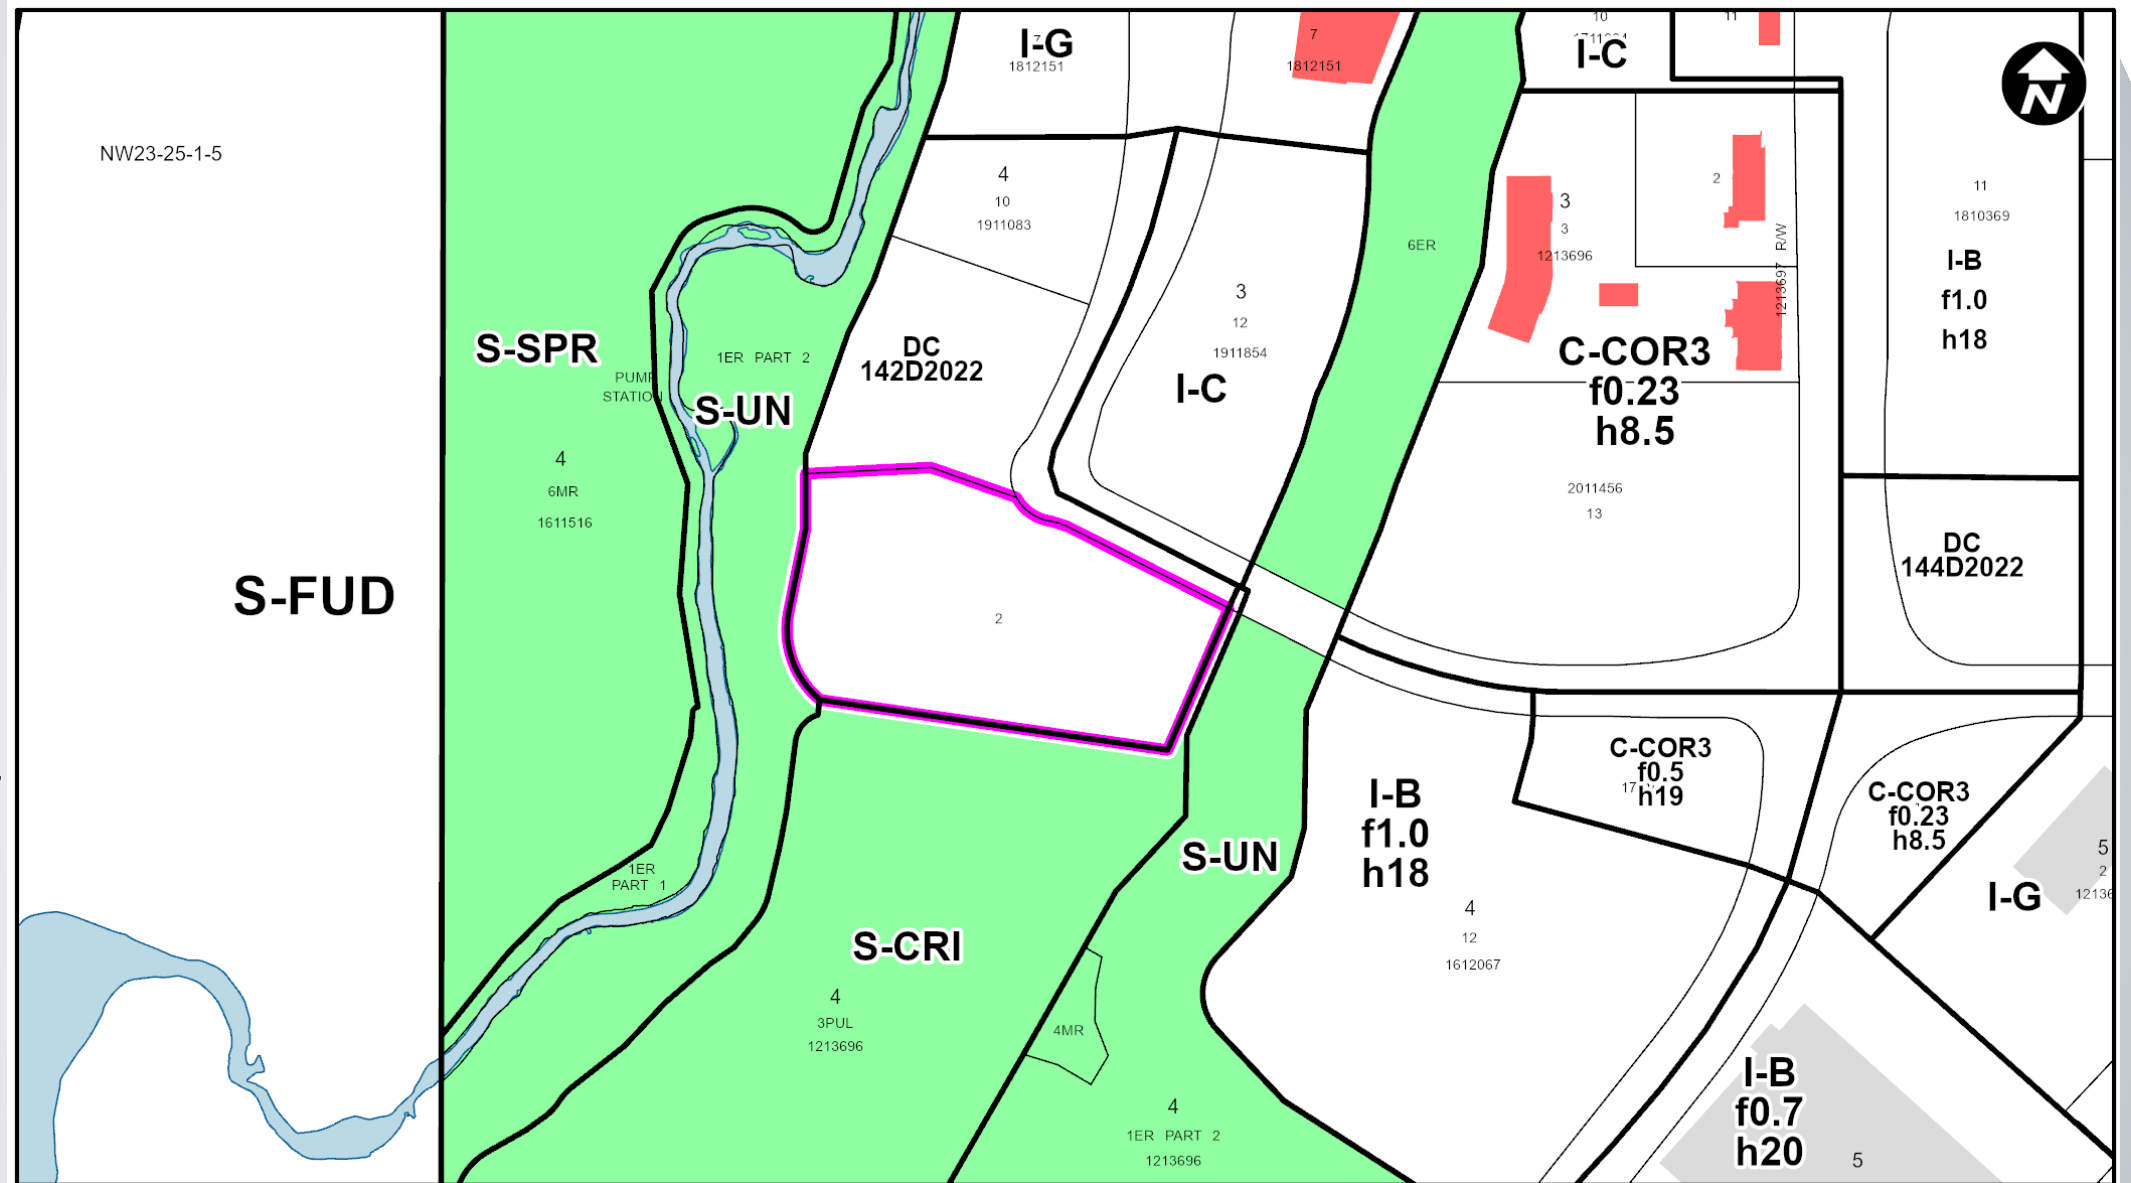 10
11
I-G
7
1812151
7
1812151
I-C
N
NW23-25-1-5
4
10
1911083
3
3
1213696
2
11
1810369
6ER
1213697 R/W
I-B
f1.0
h18
3
12
1911854
S-SPR
1ER PART 2
PUMP
STATION
DC
142D2022
I-C
C-COR3
f0.23
h8.5
S-UN
4
6MR
1611516
2011456
13
DC
144D2022
S-FUD
2
C-COR3
f0.5
h19
17
C-COR3
f0.23
h8.5
I-B
f1.0
h18
S-UN
1ER
PART 1
5
2
12136
I-G
4
12
1612067
S-CRI
4
3PUL
1213696
4MR
I-B
f0.7
h20
4
1ER PART 2
1213696
5